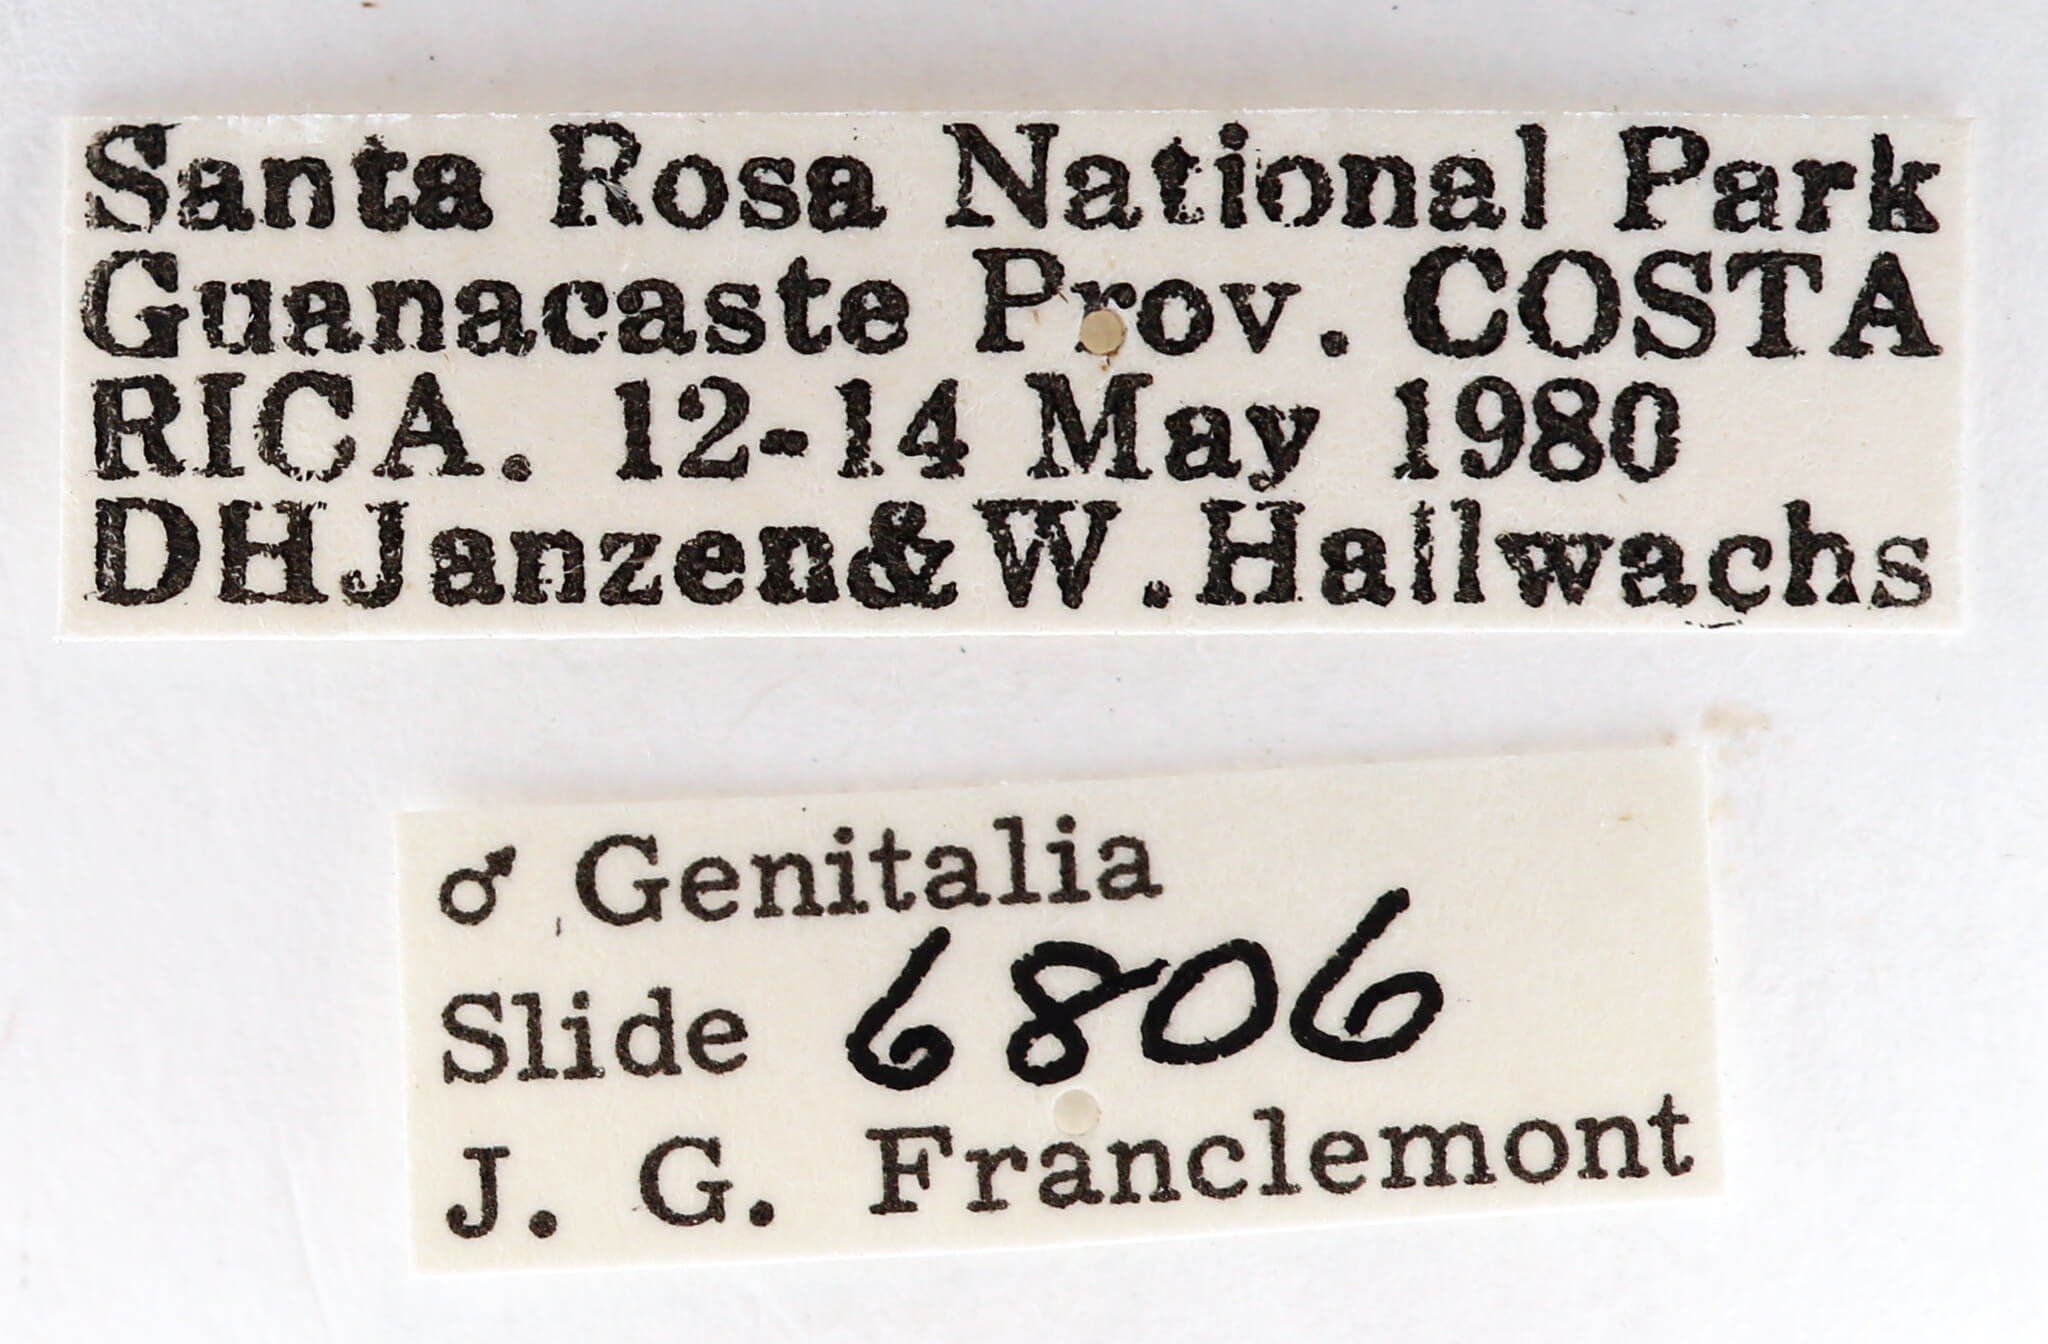 Santa Rosa National Park
Guanacaste Prov. COSTA
RICA. 12-14 May 1980
DHJanzen&W.Hallwachs
♂ Genitalia
Slide 6806
J. G. Franclemont